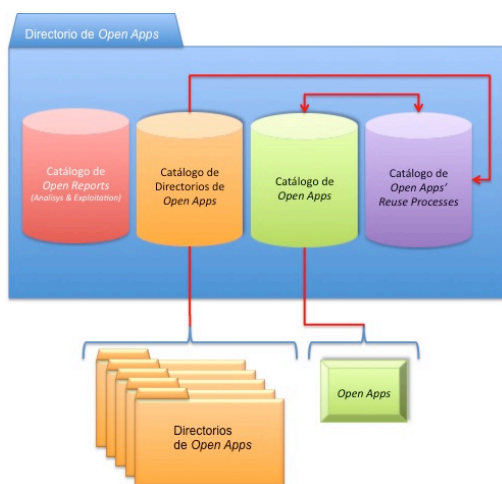 Directorio de Open Apps
Catálogo de
Open Reports
(Analisys & Exploitation)
Catálogo de
Directorios de
Open Apps
Catálogo de
Open Apps
Catálogo de
Open Apps’
Reuse Processes
Directorios
de Open Apps
Open Apps